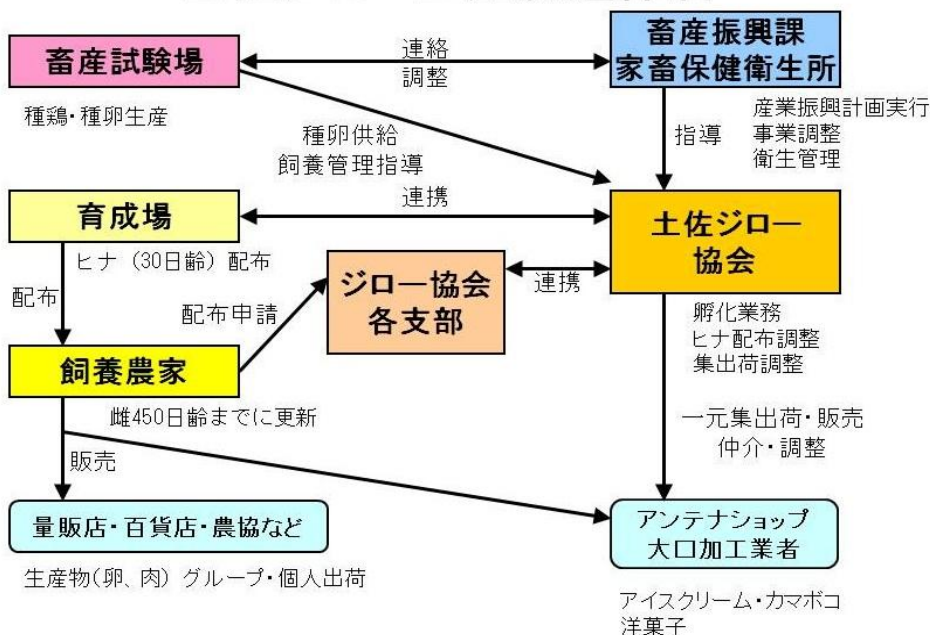 畜産試験場
連絡
調整
畜産振興課
家畜保健衛生所
種鶏・種卵生産
種卵供給
飼養管理指導
指導
産業振興計画実行
事業調整
衛生管理
育成場
連携
土佐ジロー
協会
ヒナ（30日齢）配布
配布
配布申請
ジロー協会
各支部
連携
孵化業務
ヒナ配布調整
集出荷調整
飼養農家
雌450日齢までに更新
一元集出荷・販売
仲介・調整
販売
量販店・百貨店・農協など
アンテナショップ
大口加工業者
生産物(卵、肉) グループ・個人出荷
アイスクリーム・カマボコ
洋菓子